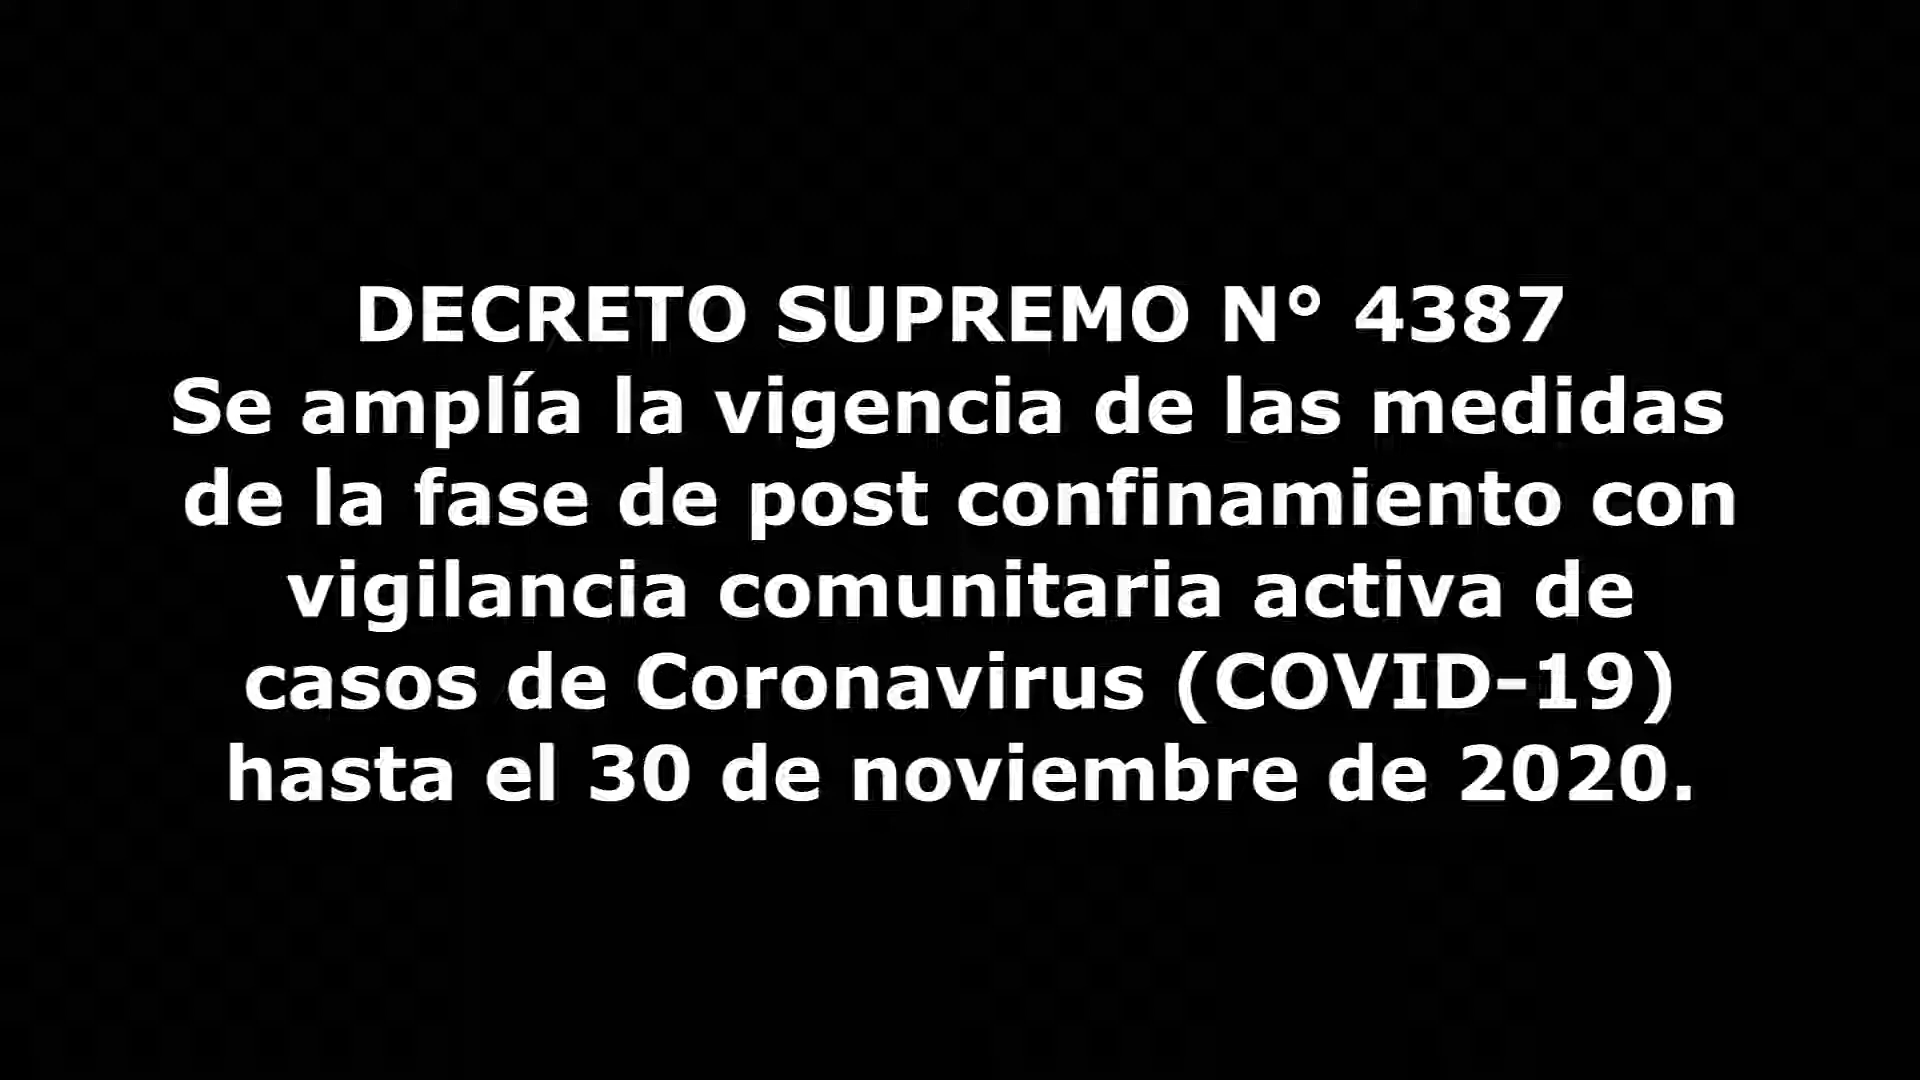 DECRETO SUPREMO N° 4387
Se amplía la vigencia de las medidas
de la fase de post confinamiento con
vigilancia comunitaria activa de
casos de Coronavirus (COVID-19)
hasta el 30 de noviembre de 2020.